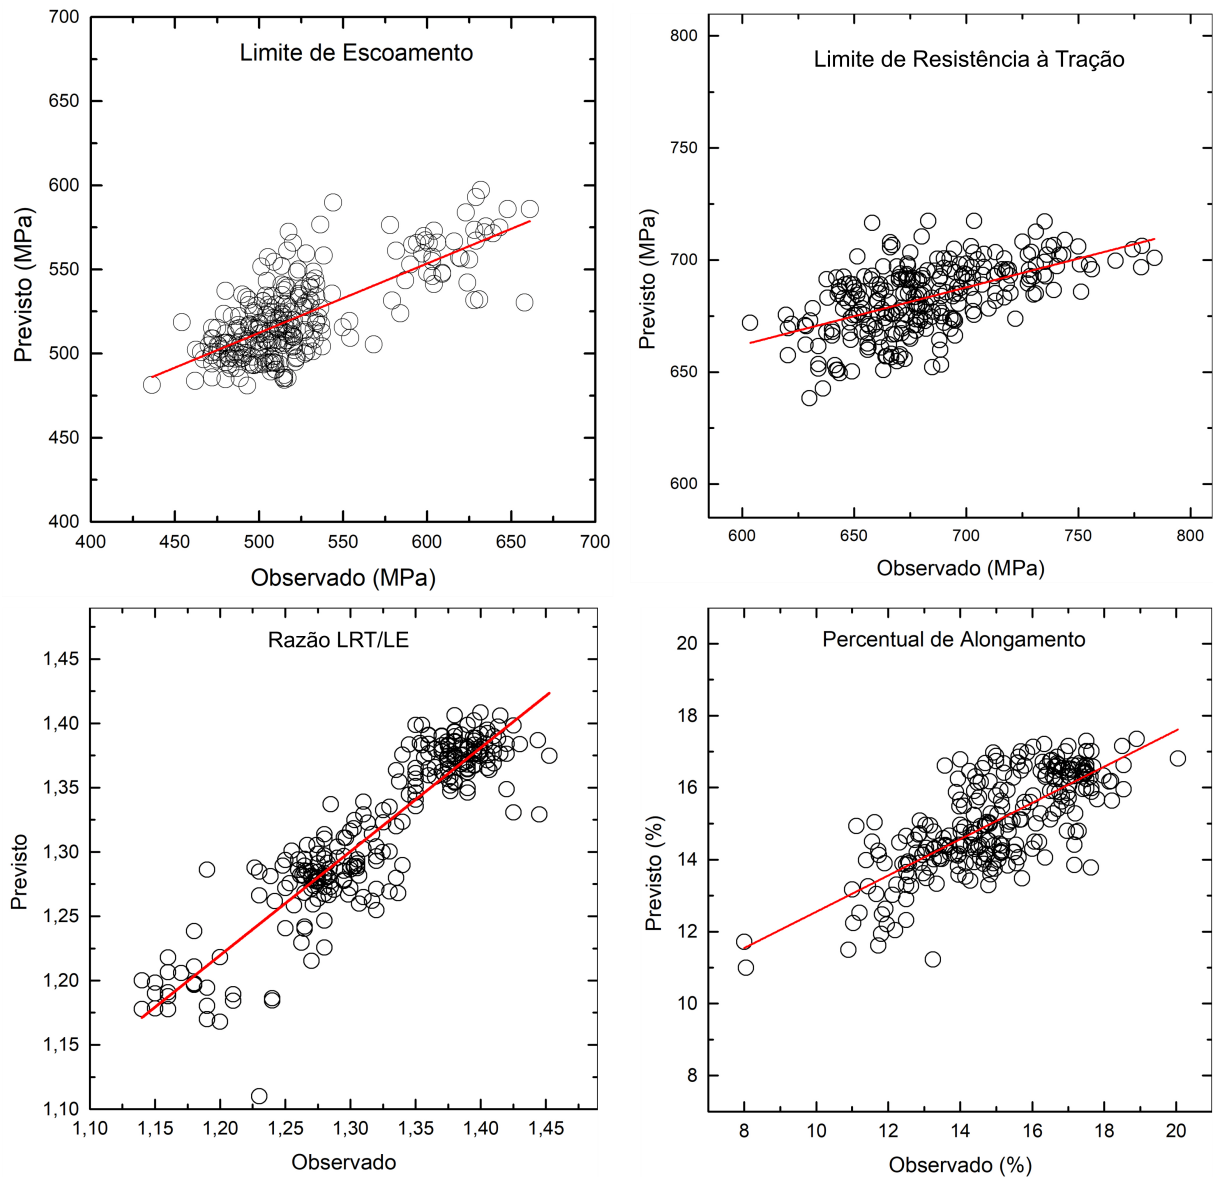 Limite de Escoamento
Previsto (MPa)
700
650
600
550
500
450
400
400 450 500 550 600 650 700
Observado (MPa)
Limite de Resistência à Tração
Previsto (MPa)
800
750
700
650
600
600 650 700 750 800
Observado (MPa)
Razão LRT/LE
Previsto
1,45
1,40
1,35
1,30
1,25
1,20
1,15
1,10
1,10 1,15 1,20 1,25 1,30 1,35 1,40 1,45
Observado
Percentual de Alongamento
Previsto (%)
20
18
16
14
12
10
8
8 10 12 14 16 18 20
Observado (%)